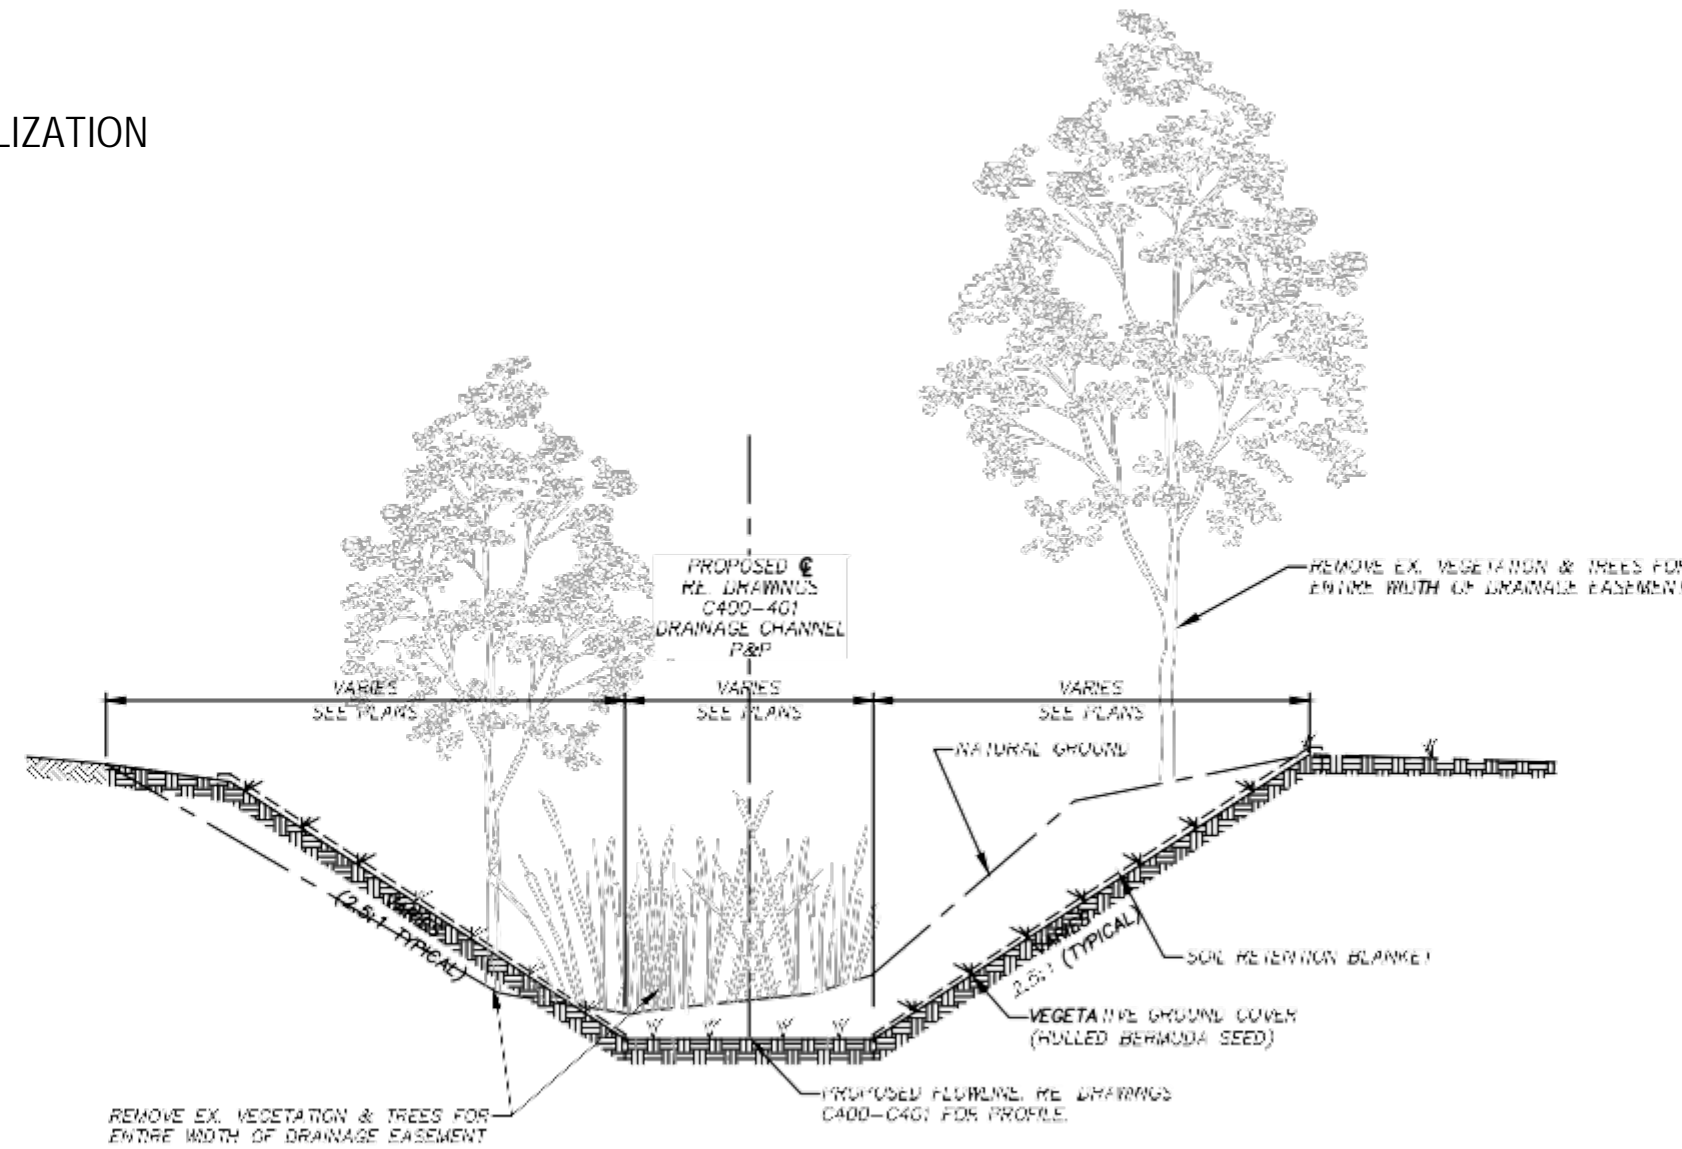 LIZATION
PROPOSED ℄
RE. DRAWINGS
C400-401
DRAINAGE CHANNEL
P&P
REMOVE EX. VEGETATION & TREES FOR
ENTIRE WIDTH OF DRAINAGE EASEMENT
VARIES
SEE PLANS
VARIES
SEE PLANS
VARIES
SEE PLANS
NATURAL GROUND
VARIES
(2.5:1 TYPICAL)
VARIES
2.5:1 (TYPICAL)
SOIL RETENTION BLANKET
VEGETATIVE GROUND COVER
(HULLED BERMUDA SEED)
PROPOSED FLOWLINE. RE. DRAWINGS
C400-C401 FOR PROFILE.
REMOVE EX. VEGETATION & TREES FOR
ENTIRE WIDTH OF DRAINAGE EASEMENT